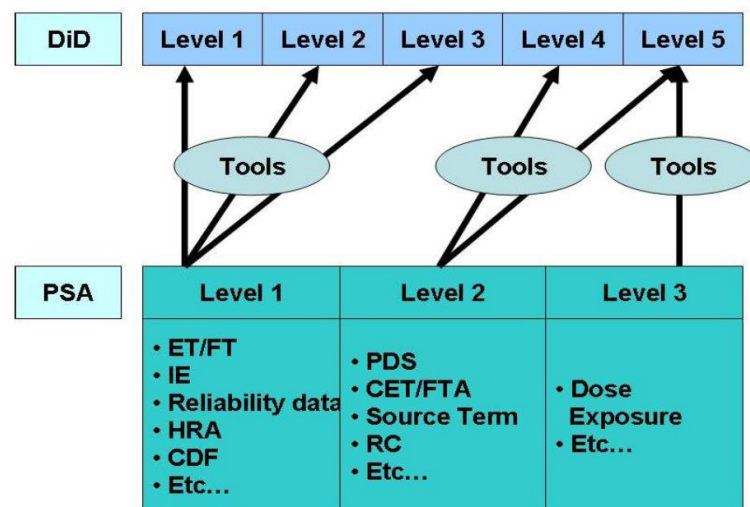 DiD
Level 1
Level 2
Level 3
Level 4
Level 5
Tools
Tools
Tools
PSA
Level 1
Level 2
Level 3
• ET/FT
• IE
• Reliability data
• HRA
• CDF
• Etc…
• PDS
• CET/FTA
• Source Term
• RC
• Etc…
• Dose
Exposure
• Etc…